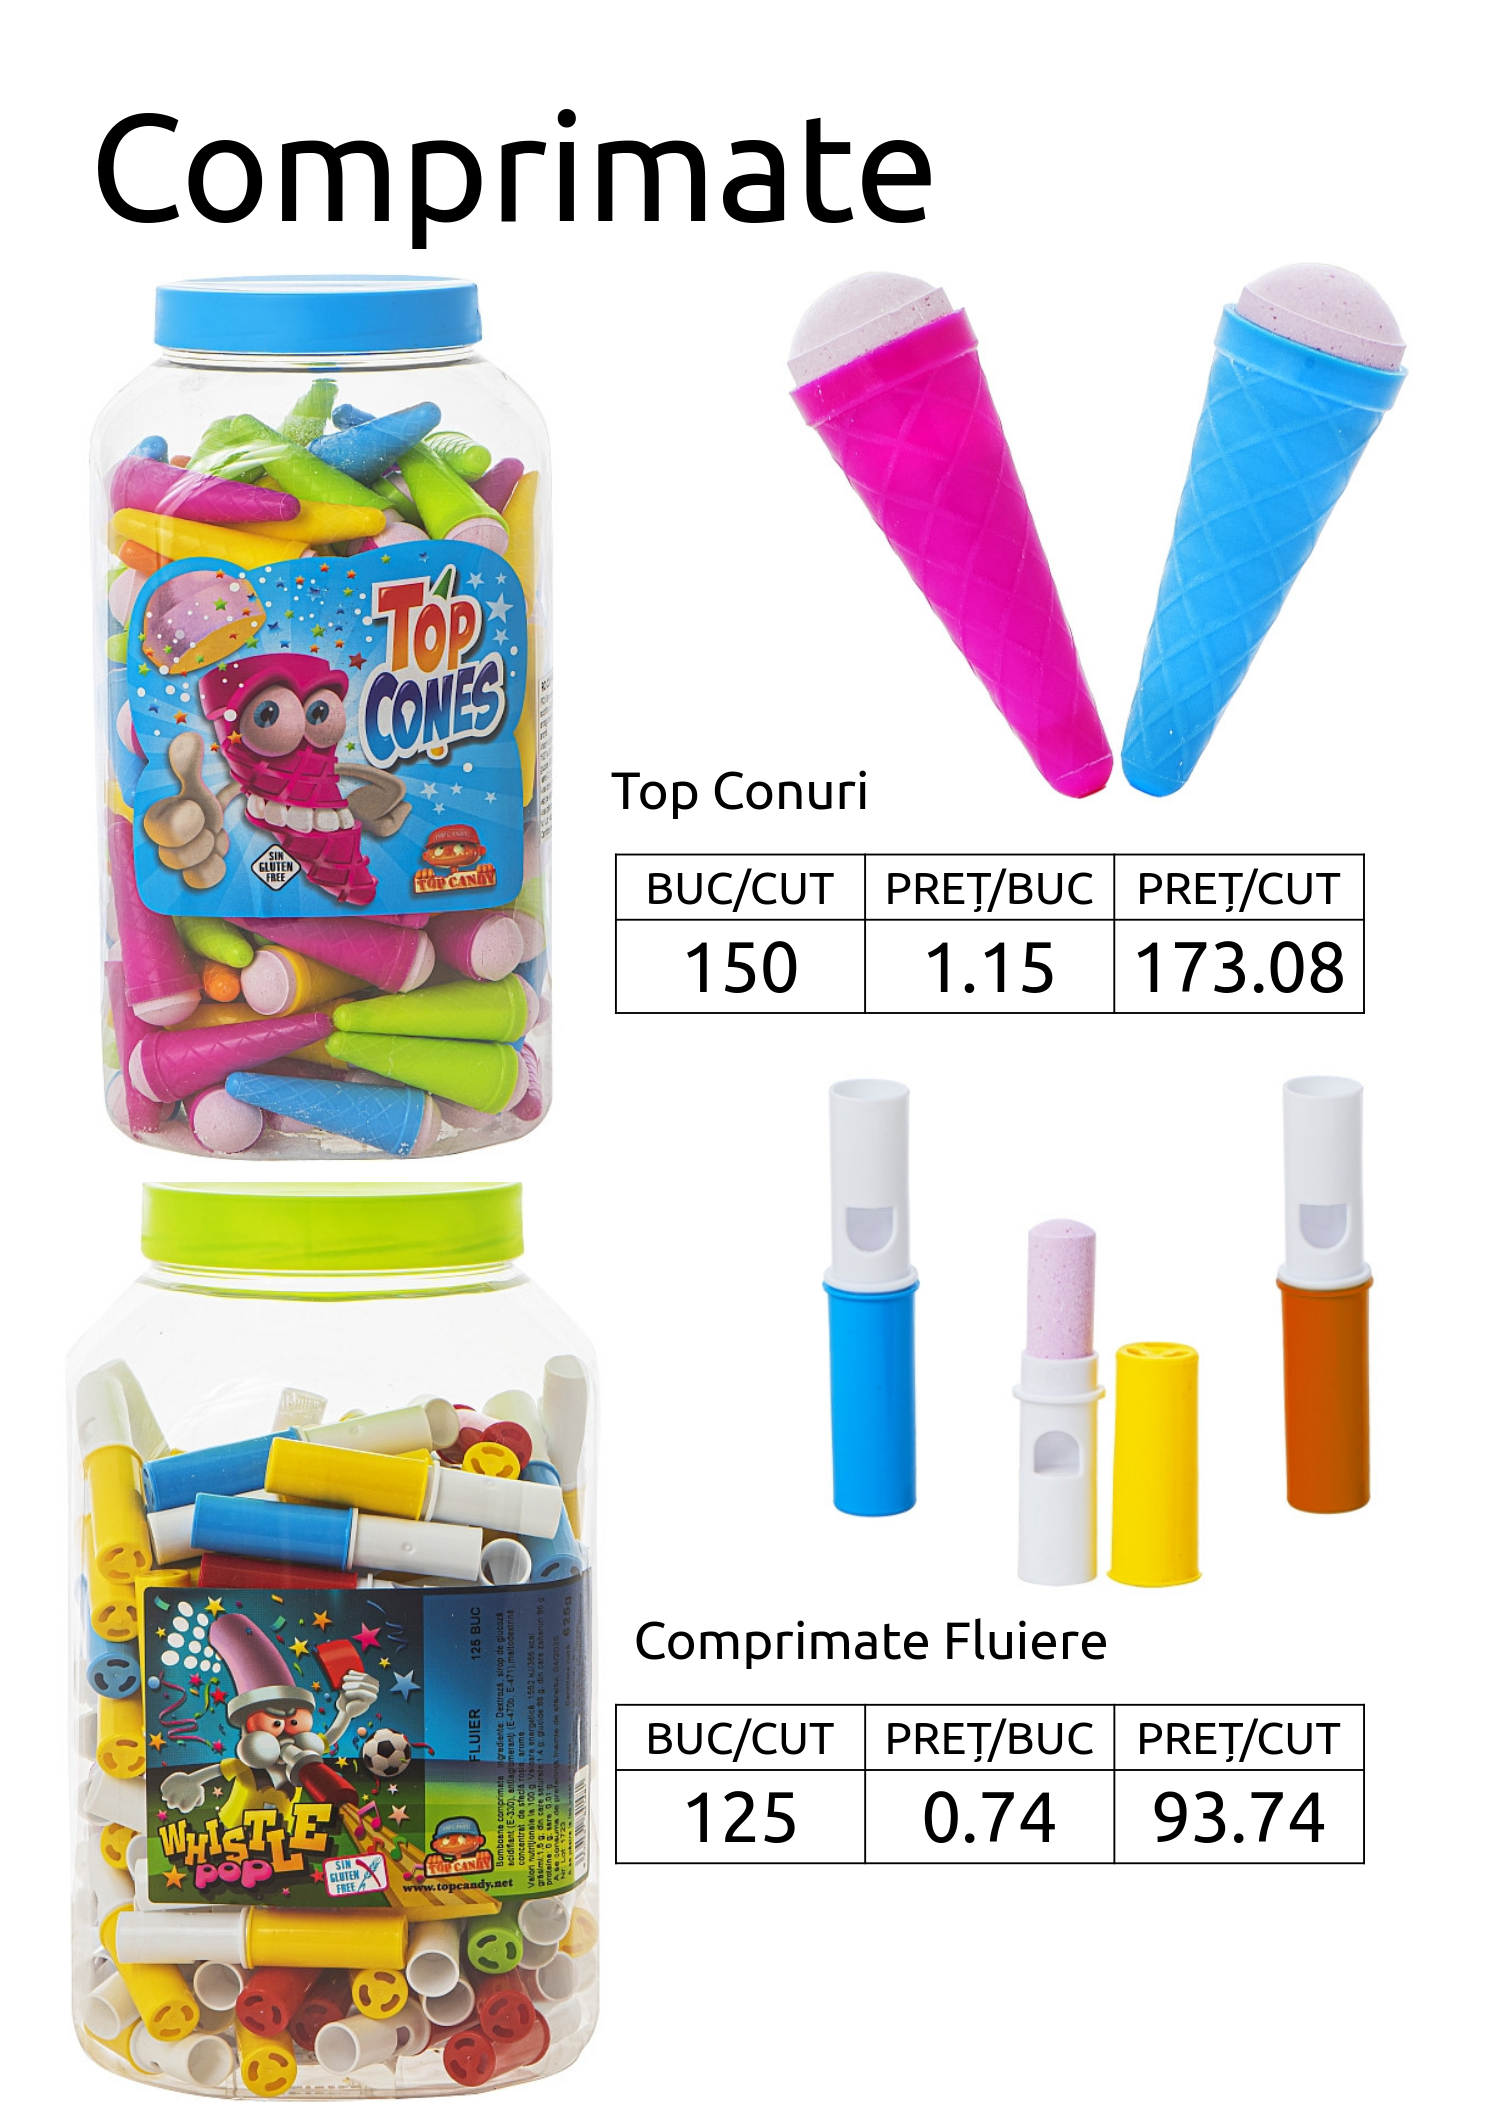 Comprimate
TOP
CONES
SIN
GLUTEN
FREE
TOP CANDY
Top Conuri
BUC/CUT PREȚ/BUC PREȚ/CUT
150 1.15 173.08
WHISTLE
POP
SIN
GLUTEN
FREE
TOP CANDY
www.topcandy.net
FLUIER 125 BUC
Comprimate Fluiere
BUC/CUT PREȚ/BUC PREȚ/CUT
125 0.74 93.74